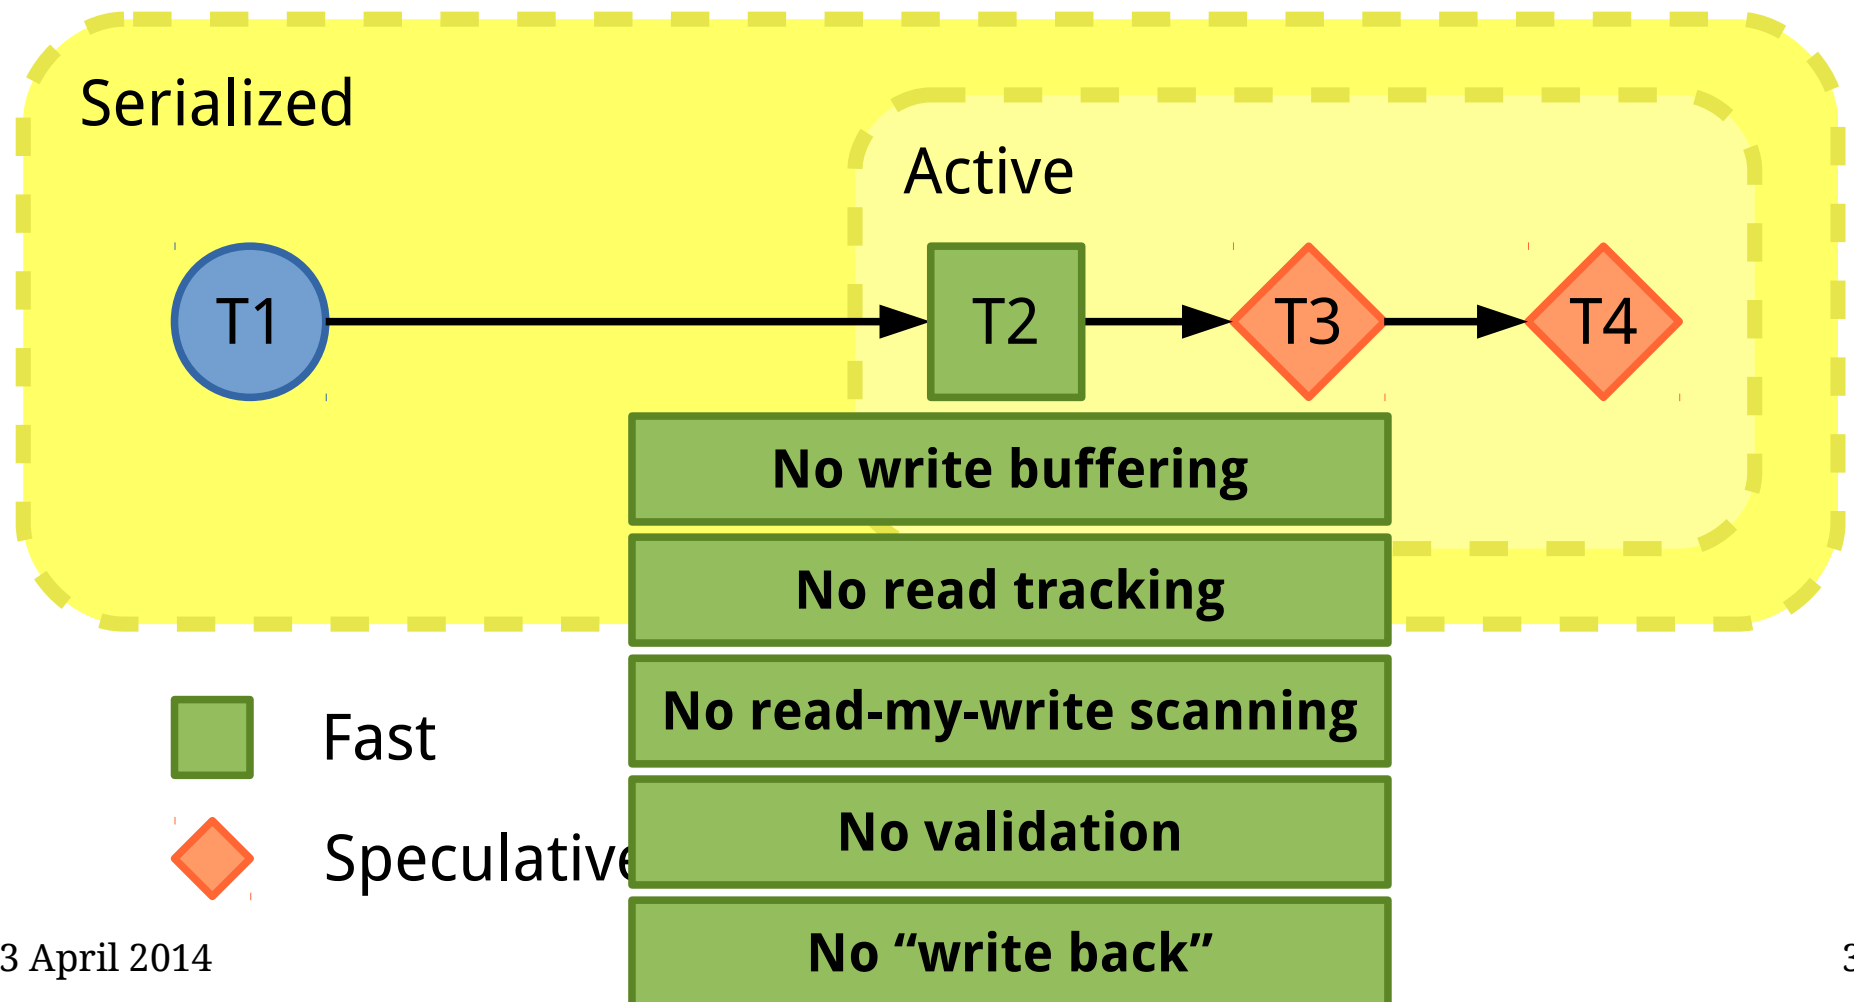 Serialized
Active
T1
T2
T3
T4
No write buffering
No read tracking
No read-my-write scanning
Fast
No validation
Speculative
No “write back”
3 April 2014
3